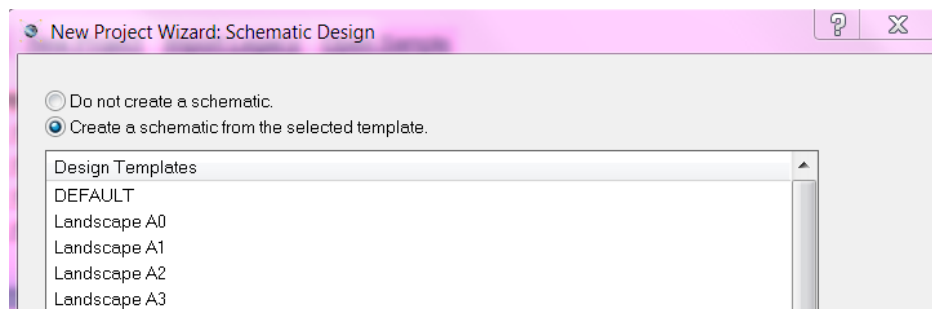 New Project Wizard: Schematic Design
Do not create a schematic.
Create a schematic from the selected template.
Design Templates
DEFAULT
Landscape A0
Landscape A1
Landscape A2
Landscape A3